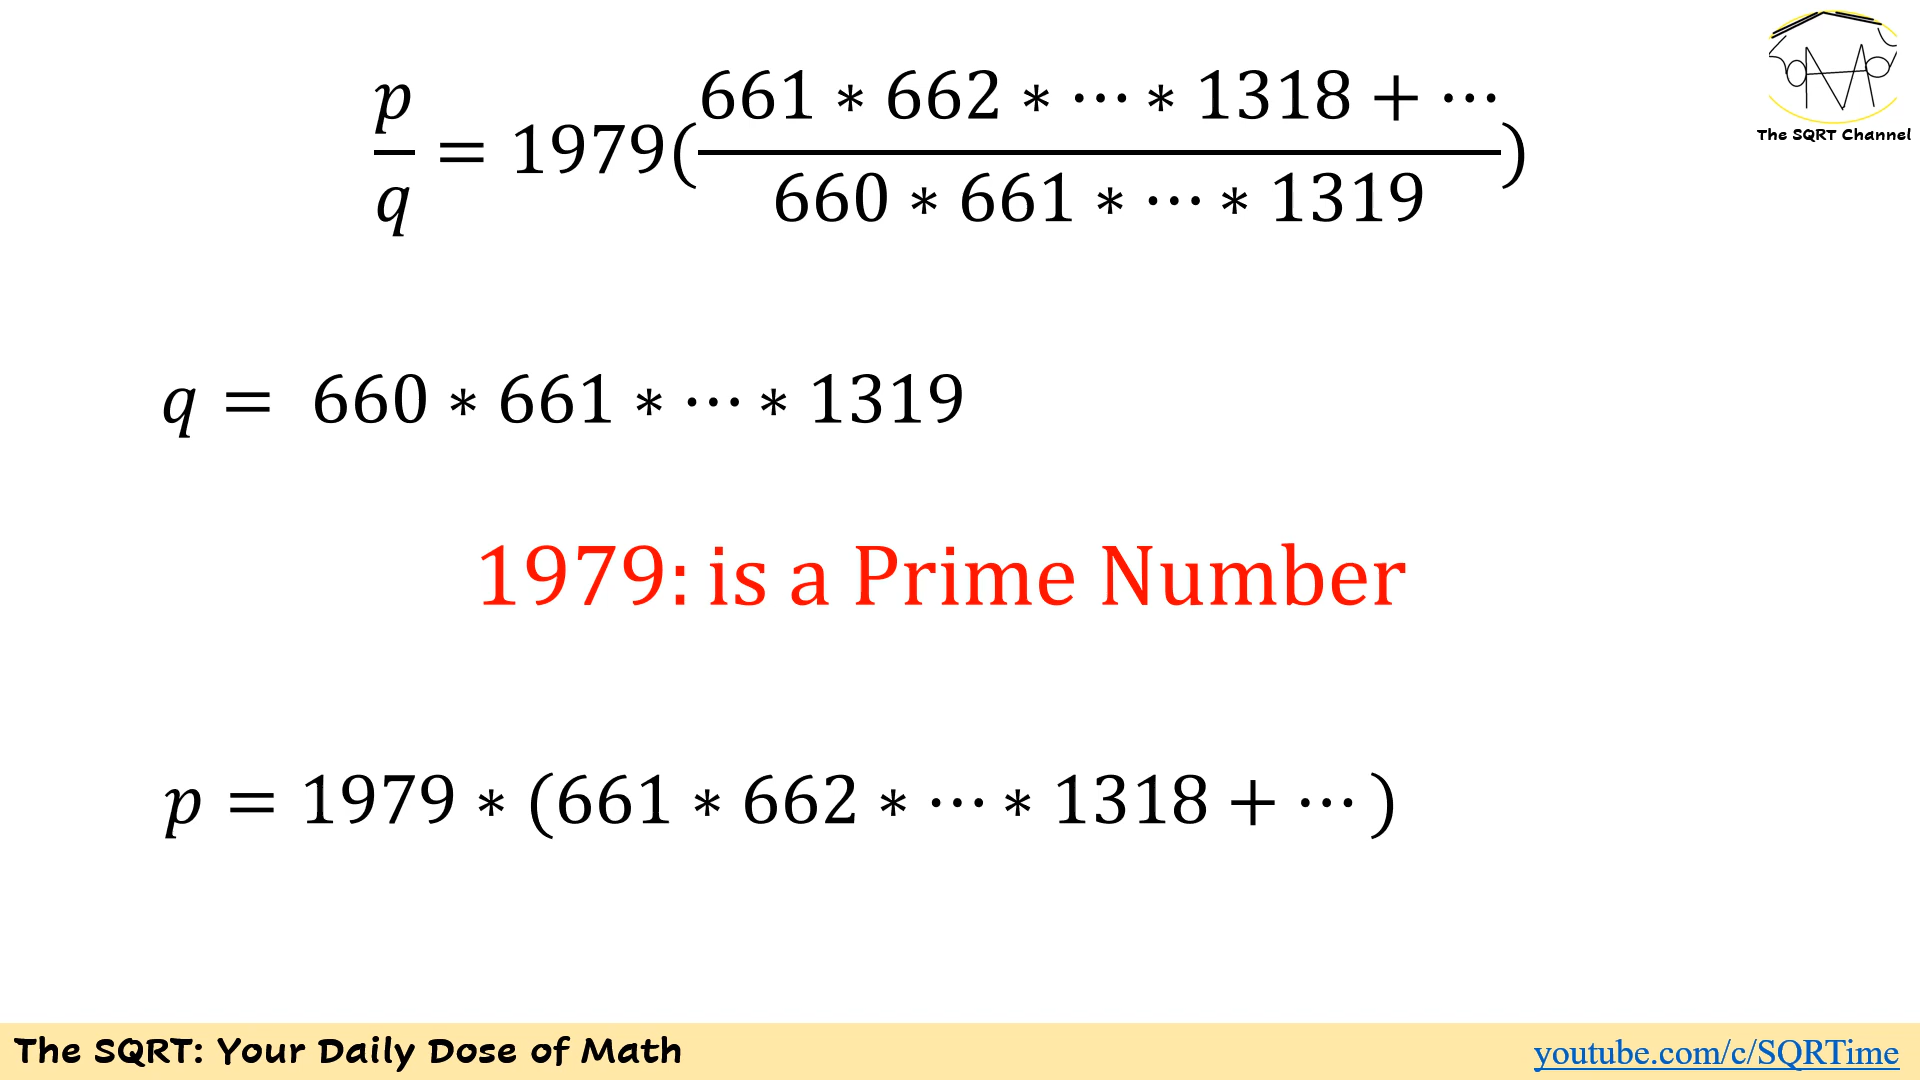 p/q = 1979((661 ∗ 662 ∗ ⋯ ∗ 1318 + ⋯)/(660 ∗ 661 ∗ ⋯ ∗ 1319))
The SQRT Channel
q = 660 ∗ 661 ∗ ⋯ ∗ 1319
1979: is a Prime Number
p = 1979 ∗ (661 ∗ 662 ∗ ⋯ ∗ 1318 + ⋯ )
The SQRT: Your Daily Dose of Math
youtube.com/c/SQRTime